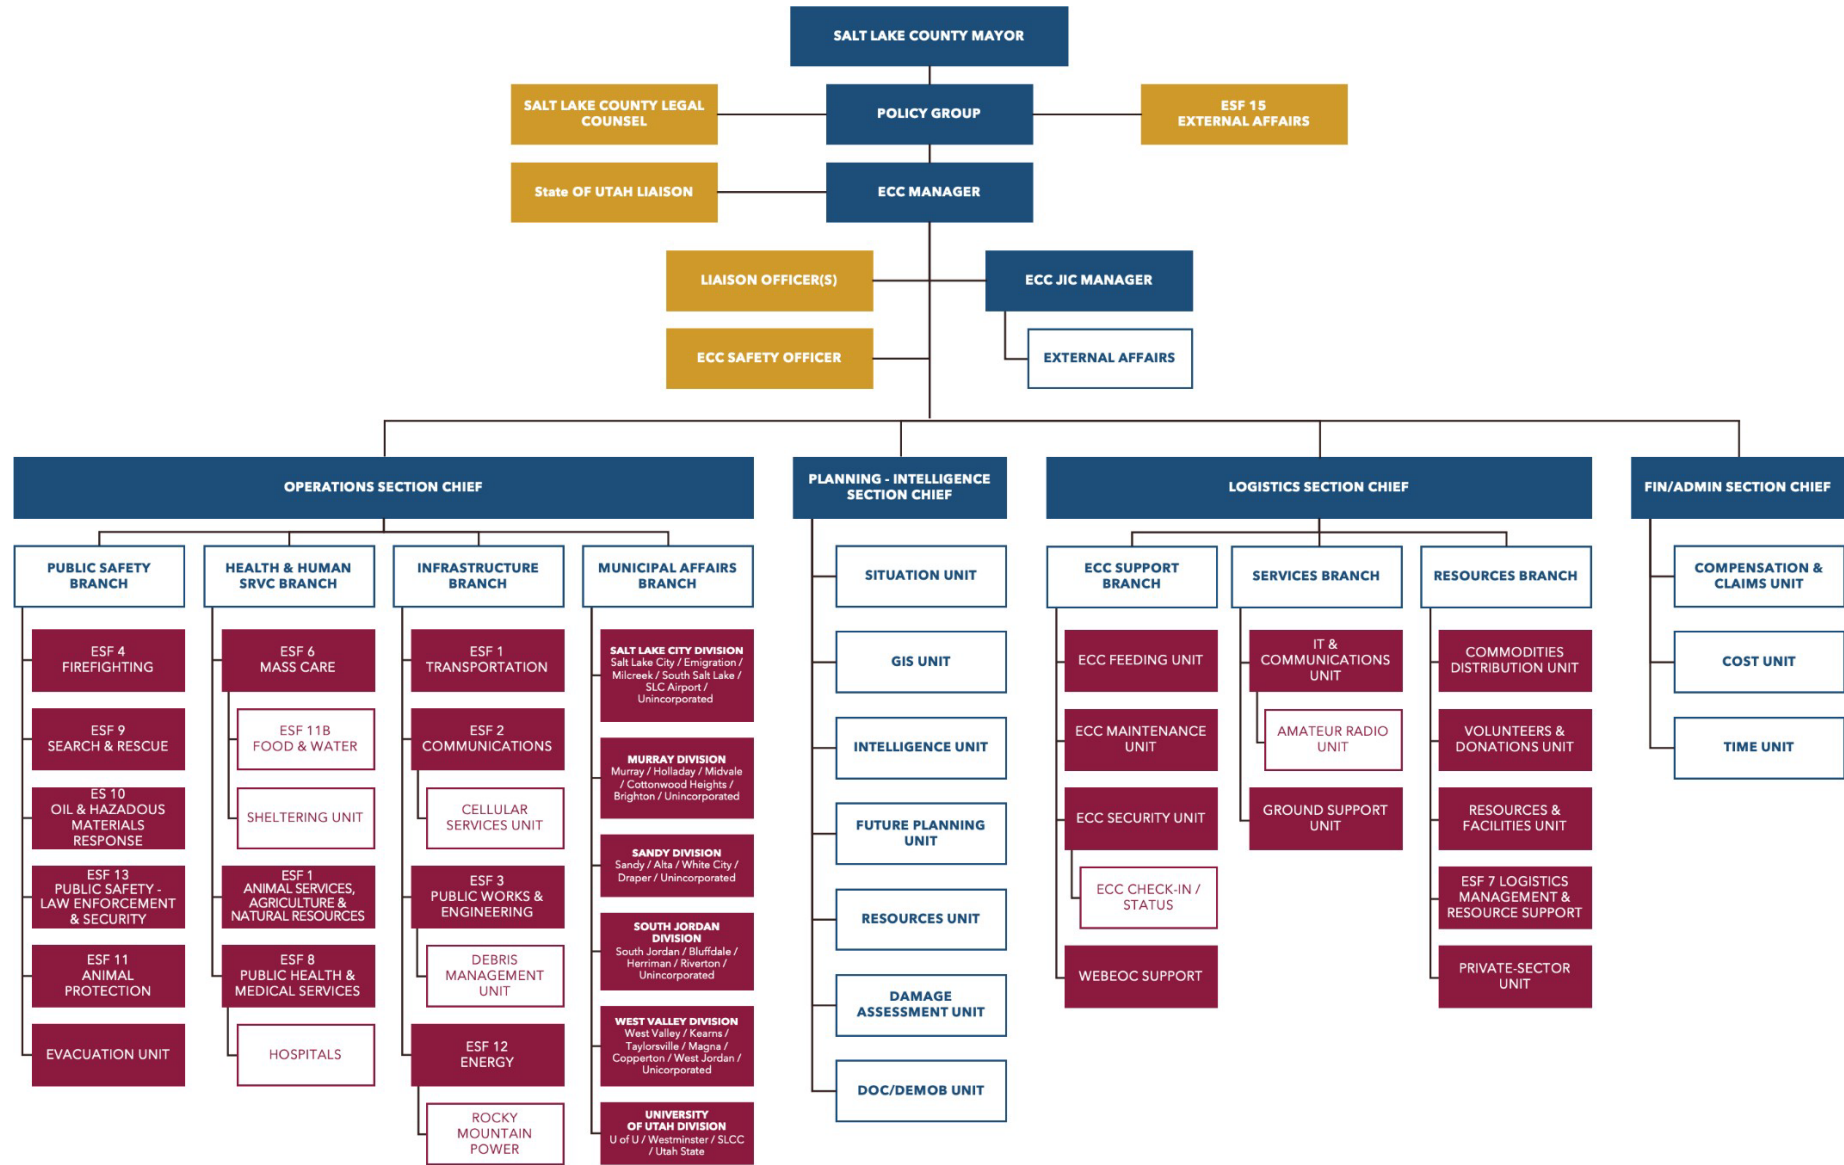 SALT LAKE COUNTY MAYOR
SALT LAKE COUNTY LEGAL
COUNSEL
POLICY GROUP
ESF 15
EXTERNAL AFFAIRS
State OF UTAH LIAISON
ECC MANAGER
LIAISON OFFICER(S)
ECC JIC MANAGER
ECC SAFETY OFFICER
EXTERNAL AFFAIRS
OPERATIONS SECTION CHIEF
PUBLIC SAFETY
BRANCH
ESF 4
FIREFIGHTING
ESF 9
SEARCH & RESCUE
ES 10
OIL & HAZADOUS
MATERIALS
RESPONSE
ESF 13
PUBLIC SAFETY -
LAW ENFORCEMENT
& SECURITY
ESF 11
ANIMAL
PROTECTION
EVACUATION UNIT
HEALTH & HUMAN
SRVC BRANCH
ESF 6
MASS CARE
ESF 11B
FOOD & WATER
SHELTERING UNIT
ESF 1
ANIMAL SERVICES,
AGRICULTURE &
NATURAL RESOURCES
ESF 8
PUBLIC HEALTH &
MEDICAL SERVICES
HOSPITALS
INFRASTRUCTURE
BRANCH
ESF 1
TRANSPORTATION
ESF 2
COMMUNICATIONS
CELLULAR
SERVICES UNIT
ESF 3
PUBLIC WORKS &
ENGINEERING
DEBRIS
MANAGEMENT
UNIT
ESF 12
ENERGY
ROCKY
MOUNTAIN
POWER
MUNICIPAL AFFAIRS
BRANCH
SALT LAKE CITY DIVISION
Salt Lake City / Emigration /
Milcreek / South Salt Lake /
SLC Airport /
Unincorporated
MURRAY DIVISION
Murray / Holladay / Midvale
/ Cottonwood Heights /
Brighton / Unincorporated
SANDY DIVISION
Sandy / Alta / White City /
Draper / Unincorporated
SOUTH JORDAN
DIVISION
South Jordan / Bluffdale /
Herriman / Riverton /
Unincorporated
WEST VALLEY DIVISION
West Valley / Kearns /
Taylorsville / Magna /
Copperton / West Jordan /
Unicorporated
UNIVERSITY
OF UTAH DIVISION
U of U / Westminster / SLCC
/ Utah State
PLANNING - INTELLIGENCE
SECTION CHIEF
SITUATION UNIT
GIS UNIT
INTELLIGENCE UNIT
FUTURE PLANNING
UNIT
RESOURCES UNIT
DAMAGE
ASSESSMENT UNIT
DOC/DEMOB UNIT
LOGISTICS SECTION CHIEF
ECC SUPPORT
BRANCH
ECC FEEDING UNIT
ECC MAINTENANCE
UNIT
ECC SECURITY UNIT
ECC CHECK-IN /
STATUS
WEBEOC SUPPORT
SERVICES BRANCH
IT &
COMMUNICATIONS
UNIT
AMATEUR RADIO
UNIT
GROUND SUPPORT
UNIT
RESOURCES BRANCH
COMMODITIES
DISTRIBUTION UNIT
VOLUNTEERS &
DONATIONS UNIT
RESOURCES &
FACILITIES UNIT
ESF 7 LOGISTICS
MANAGEMENT &
RESOURCE SUPPORT
PRIVATE-SECTOR
UNIT
FIN/ADMIN SECTION CHIEF
COMPENSATION &
CLAIMS UNIT
COST UNIT
TIME UNIT